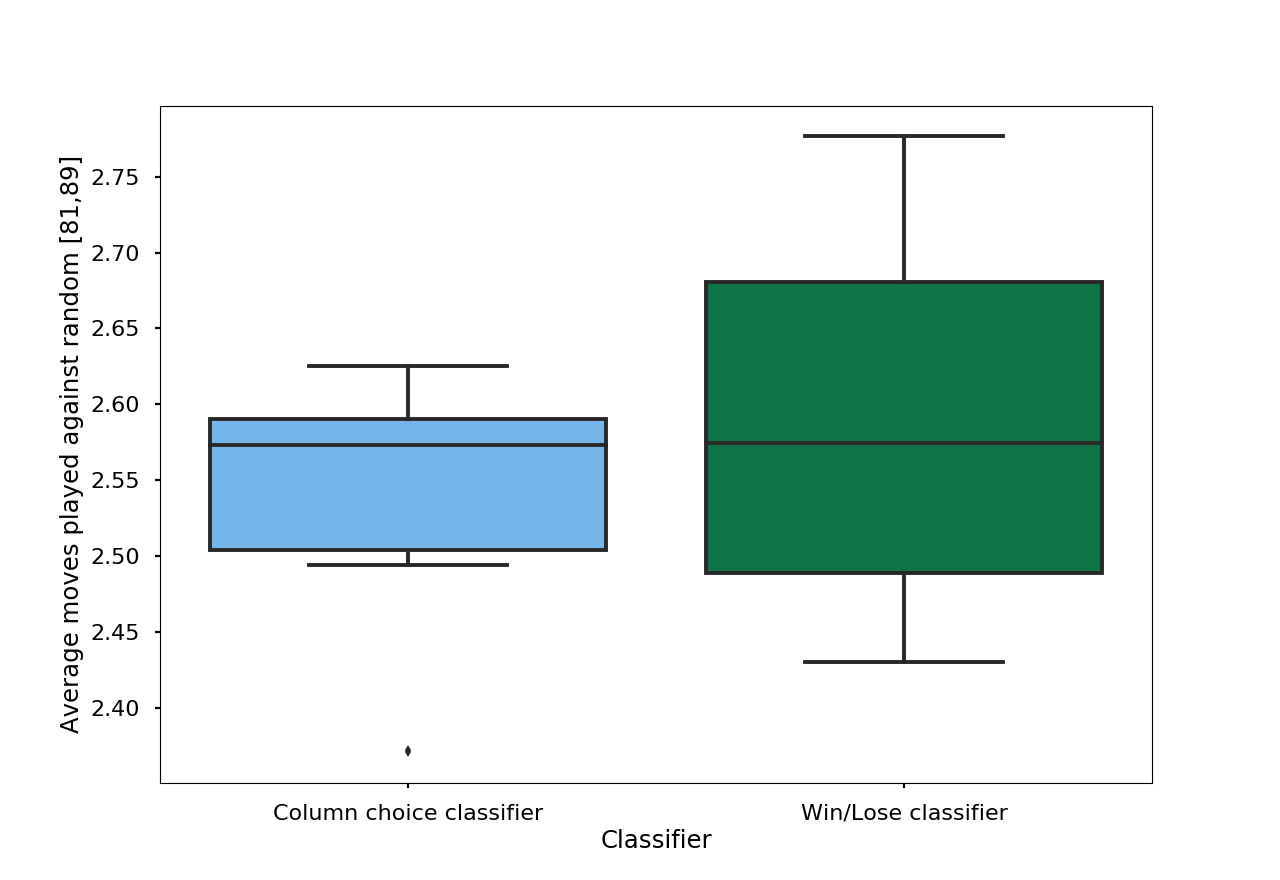 Average moves played against random [81,89]
2.75
2.70
2.65
2.60
2.55
2.50
2.45
2.40
Column choice classifier
Win/Lose classifier
Classifier